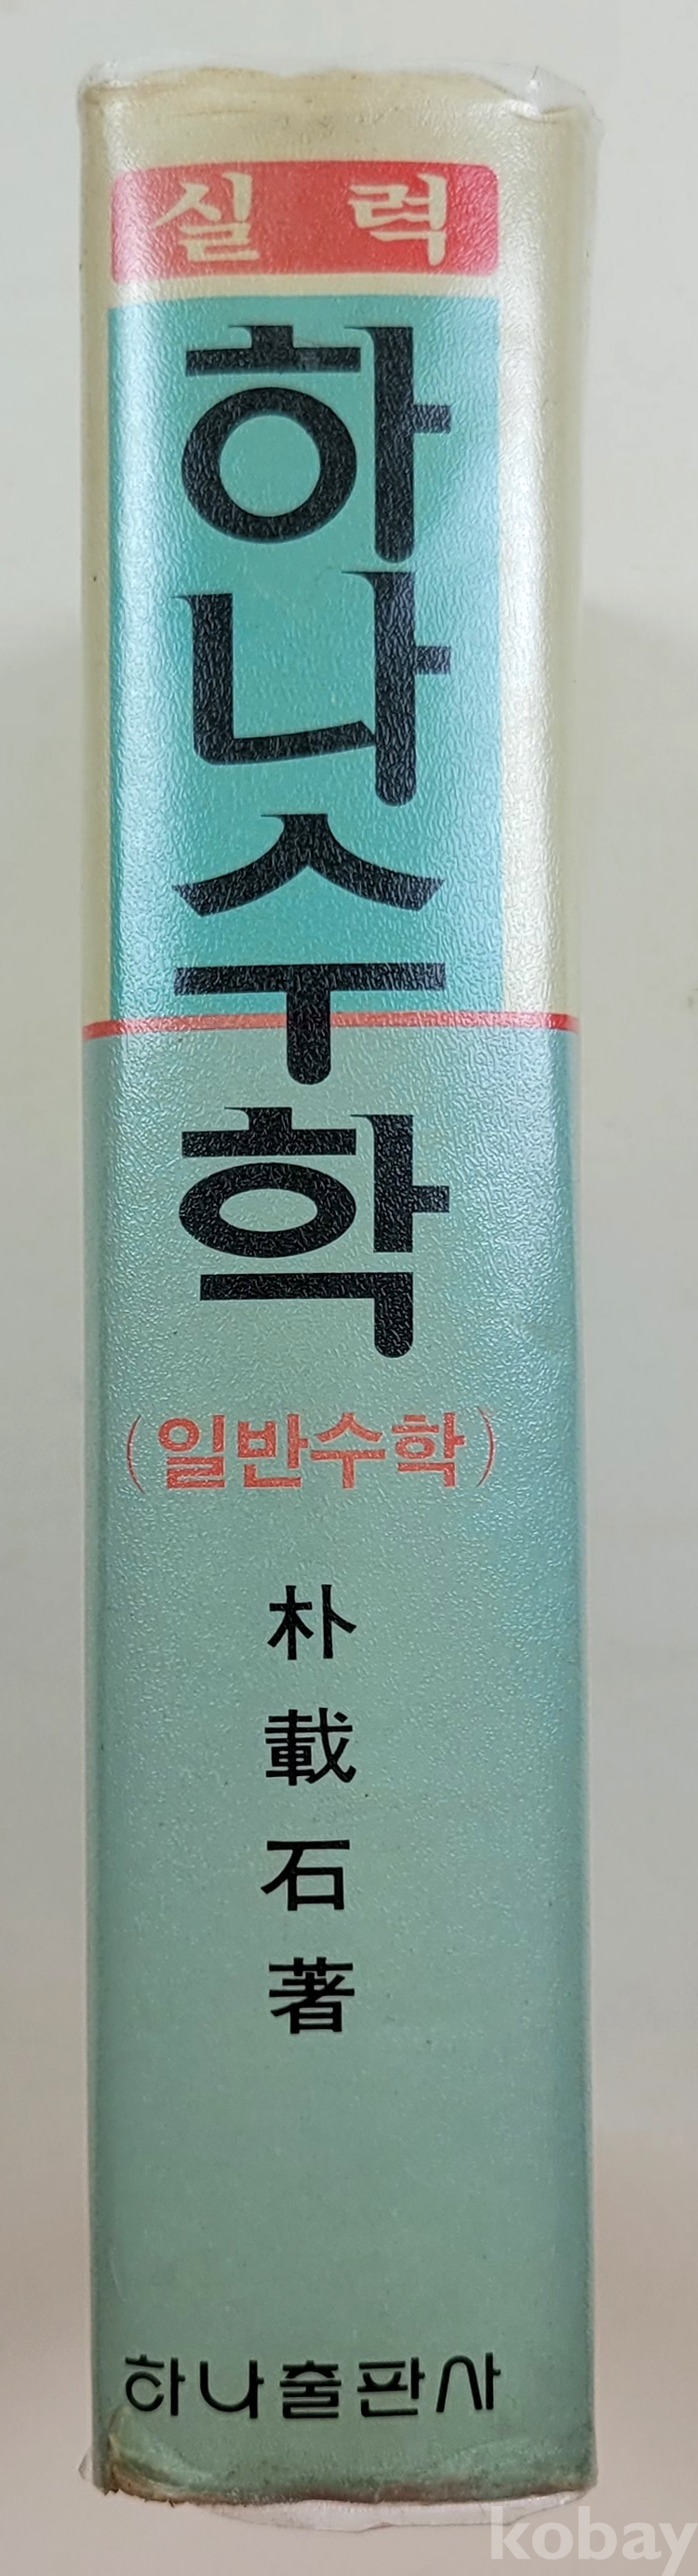 실 력
하나수학
(일반수학)
朴載石 著
하나출판사
kobay